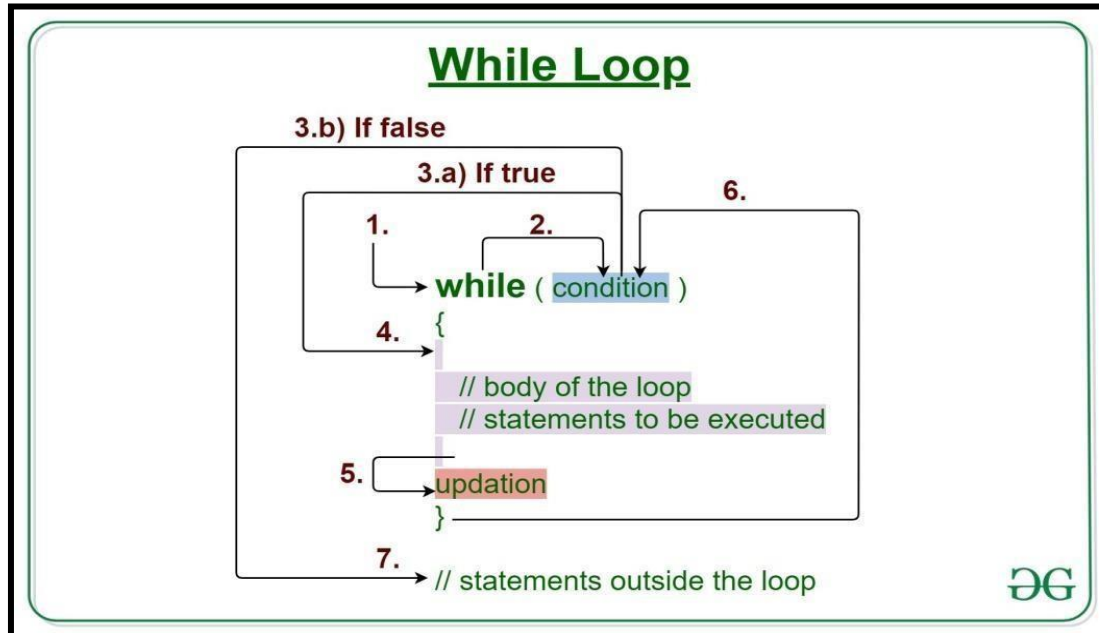 While Loop
3.b) If false
3.a) If true
6.
1.
2.
while ( condition )
{
4.
// body of the loop
// statements to be executed
5.
updation
}
7.
// statements outside the loop